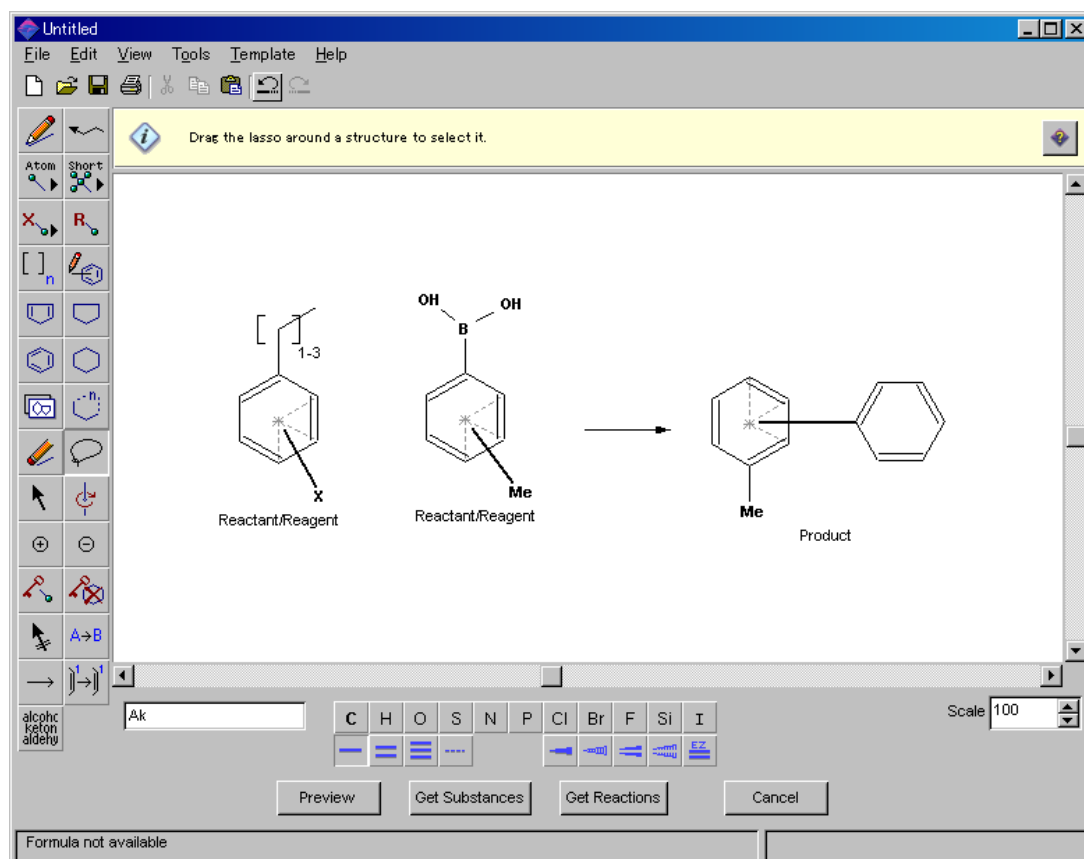 Untitled
File Edit View Tools Template Help
Drag the lasso around a structure to select it.
Atom Short
X R
[ ]n
n
OH OH
B
1-3
X
Me
Me
Reactant/Reagent
Reactant/Reagent
Product
A→B
1 1
alcohc
keton
aldehy
Ak
C H O S N P Cl Br F Si I
EZ
Scale 100
Preview Get Substances Get Reactions Cancel
Formula not available